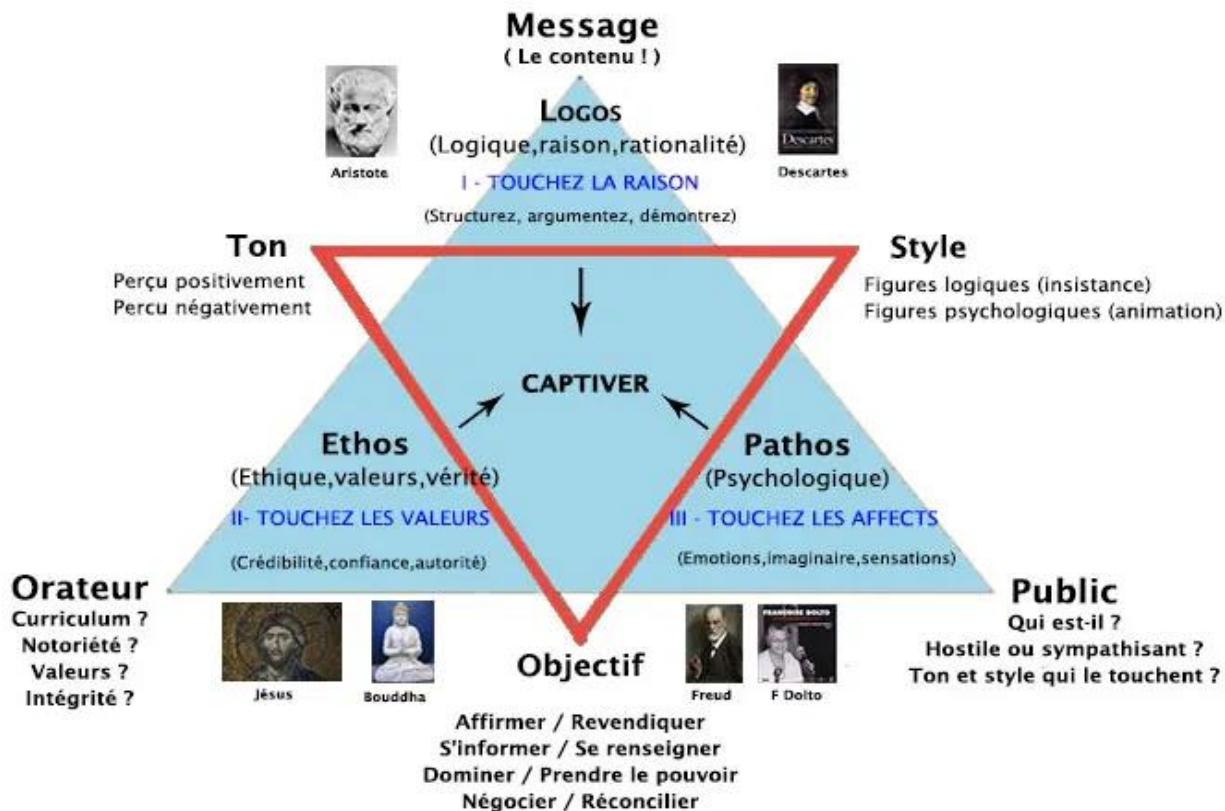 Message
( Le contenu ! )
Aristote
LOGOS
(Logique,raison,rationalité)
I - TOUCHEZ LA RAISON
(Structurez, argumentez, démontrez)
Descartes
Descartes
Ton
Perçu positivement
Percu négativement
Style
Figures logiques (insistance)
Figures psychologiques (animation)
CAPTIVER
Ethos
(Ethique,valeurs,vérité)
II- TOUCHEZ LES VALEURS
(Crédibilité,confiance,autorité)
Pathos
(Psychologique)
III - TOUCHEZ LES AFFECTS
(Emotions,imaginaire,sensations)
Orateur
Curriculum ?
Notoriété ?
Valeurs ?
Intégrité ?
Jésus
Bouddha
Objectif
Affirmer / Revendiquer
S'informer / Se renseigner
Dominer / Prendre le pouvoir
Négocier / Réconcilier
Freud
FRANÇOISE DOLTO
F Dolto
Public
Qui est-il ?
Hostile ou sympathisant ?
Ton et style qui le touchent ?